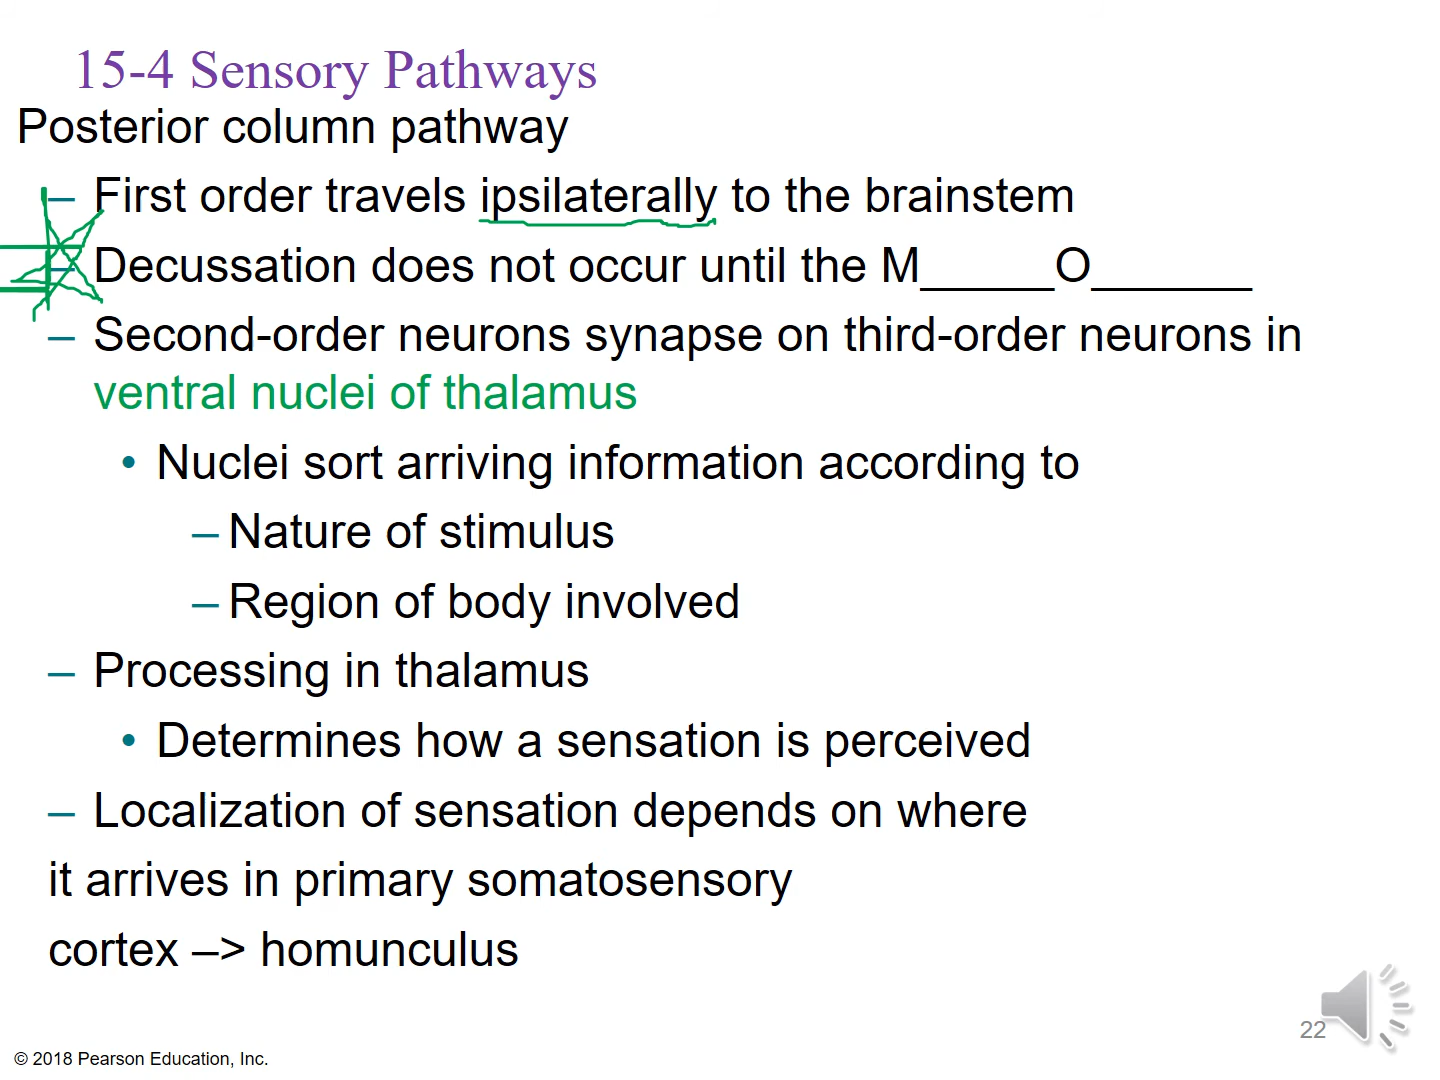 15-4 Sensory Pathways
Posterior column pathway
– First order travels ipsilaterally to the brainstem
– Decussation does not occur until the M_____O______
– Second-order neurons synapse on third-order neurons in
ventral nuclei of thalamus
• Nuclei sort arriving information according to
– Nature of stimulus
– Region of body involved
– Processing in thalamus
• Determines how a sensation is perceived
– Localization of sensation depends on where
it arrives in primary somatosensory
cortex –> homunculus
22
© 2018 Pearson Education, Inc.